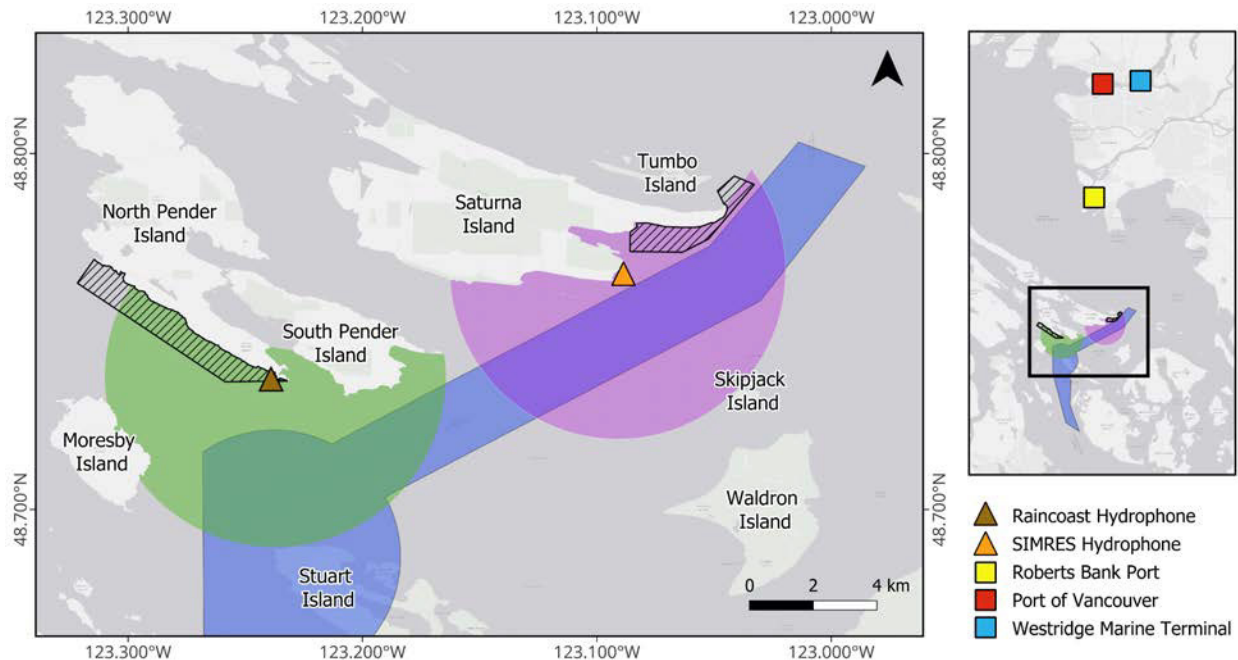 123.300°W
123.200°W
123.100°W
123.000°W
48.800°N
48.800°N
Tumbo
Island
North Pender
Island
Saturna
Island
South Pender
Island
Skipjack
Island
Moresby
Island
Waldron
Island
48.700°N
48.700°N
Stuart
Island
0 2 4 km
123.300°W
123.200°W
123.100°W
123.000°W
Raincoast Hydrophone
SIMRES Hydrophone
Roberts Bank Port
Port of Vancouver
Westridge Marine Terminal